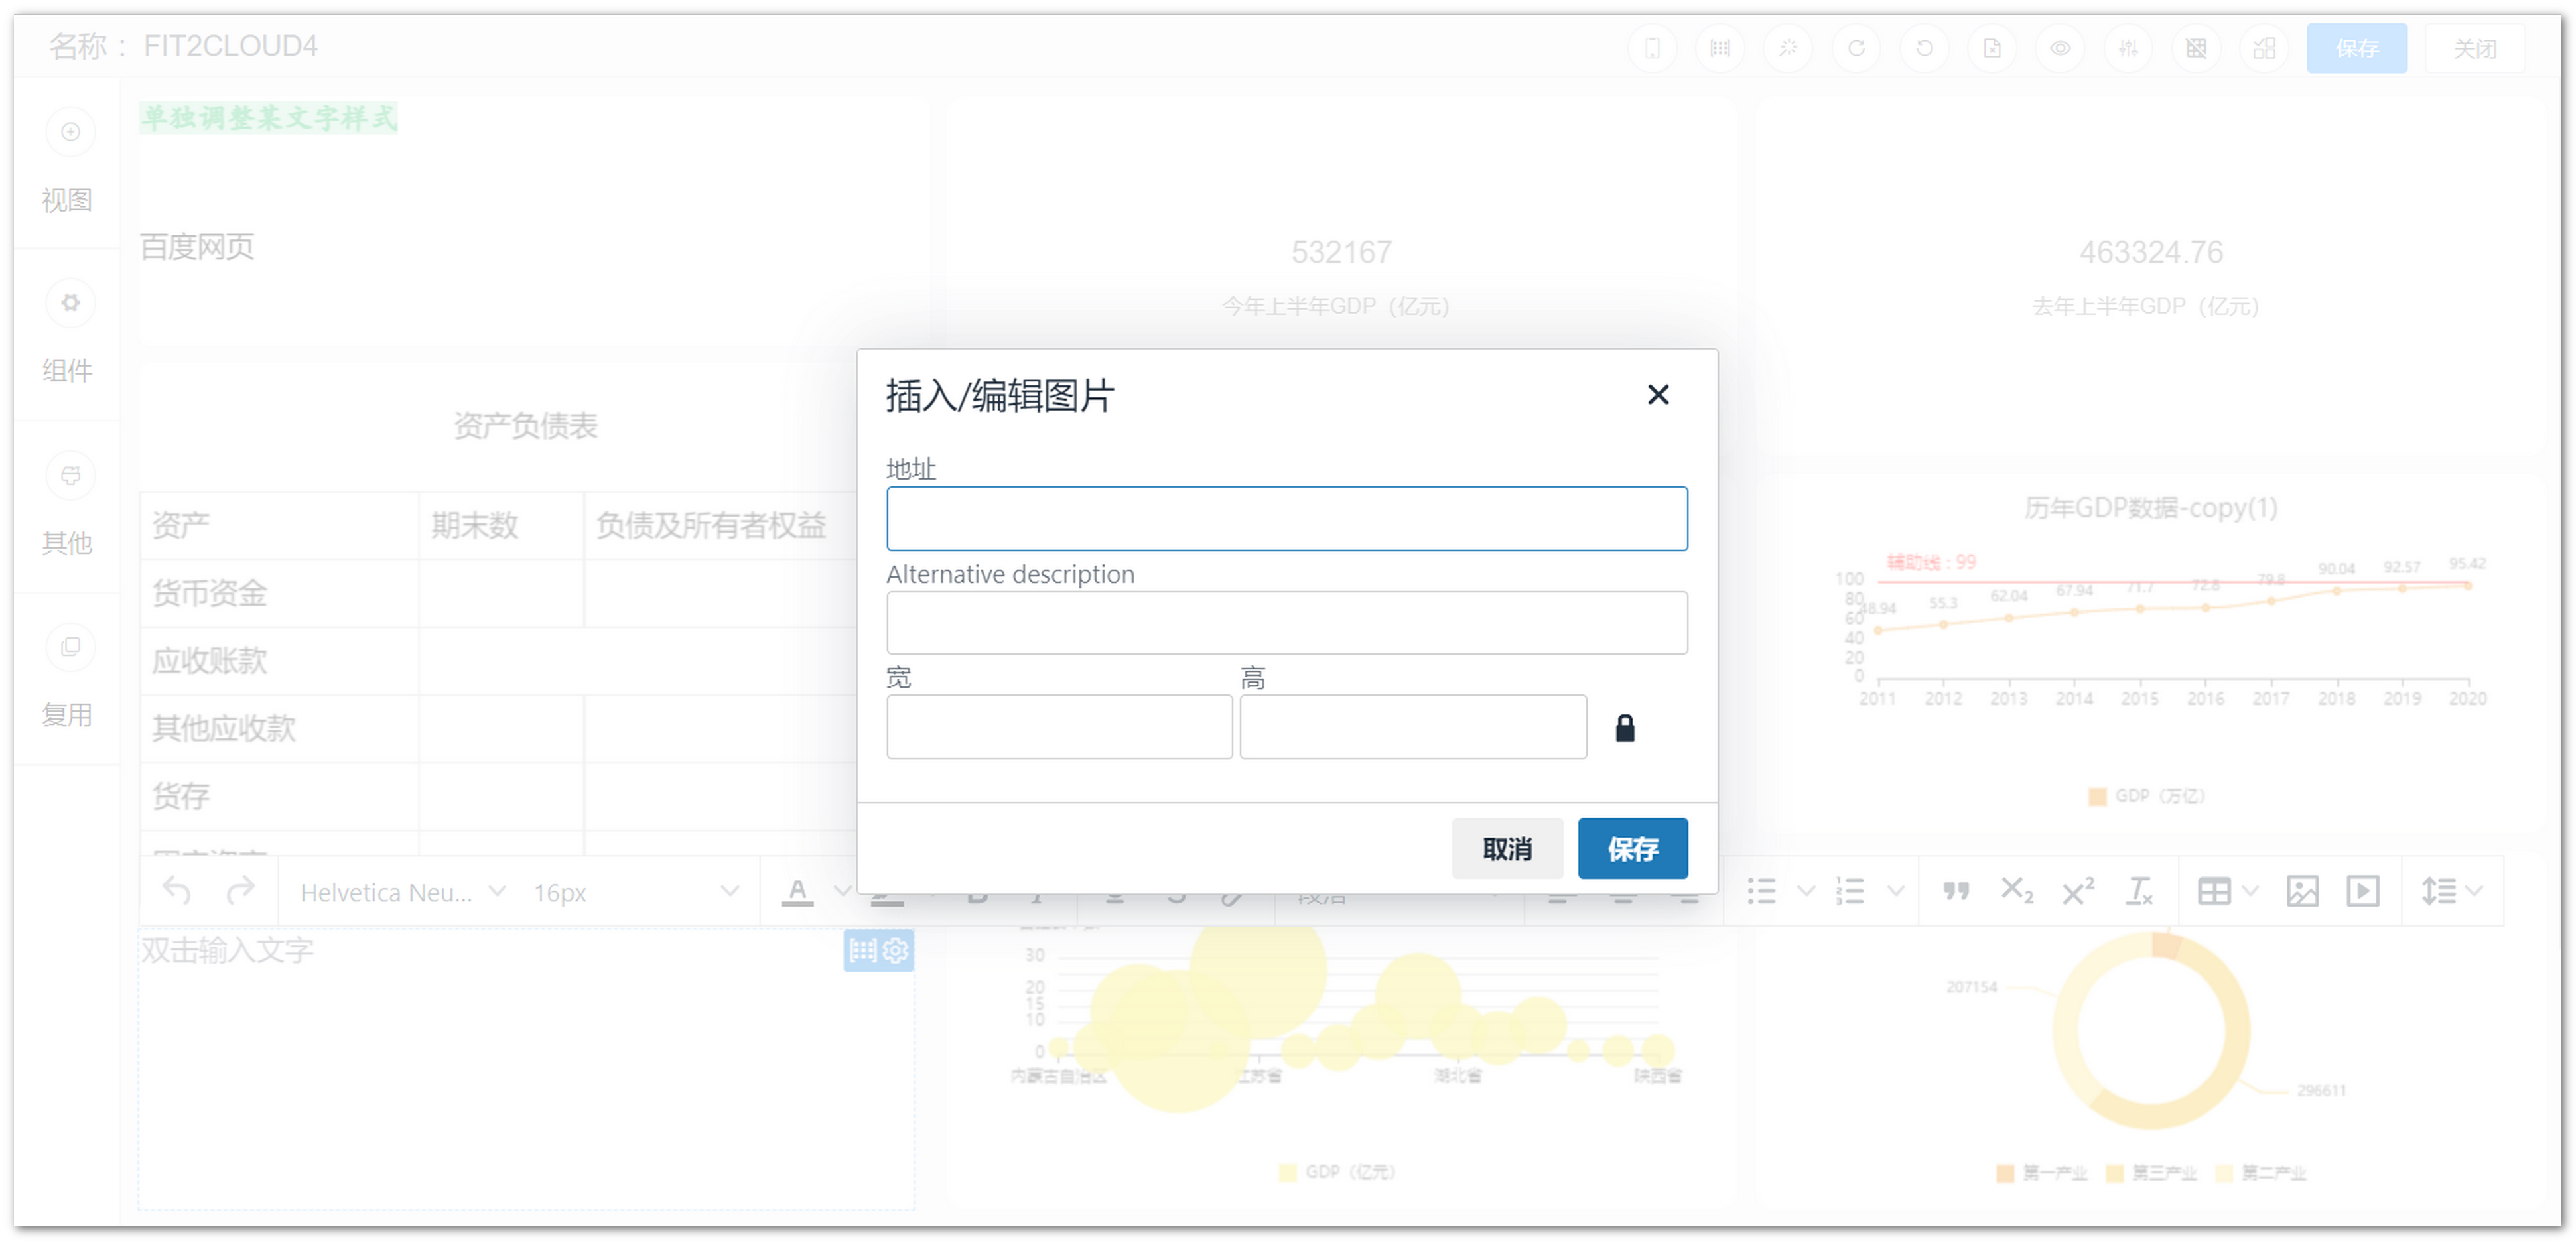 名称： FIT2CLOUD4
保存
关闭
视图
组件
其他
复用
单独调整某文字样式
百度网页
532167
今年上半年GDP（亿元）
463324.76
去年上半年GDP（亿元）
资产负债表
资产 期末数 负债及所有者权益
货币资金
应收账款
其他应收款
货存
插入/编辑图片
地址
Alternative description
宽 高
取消 保存
历年GDP数据-copy(1)
辅助线 : 99
100
80
60
40
20
0
48.94 55.3 62.04 67.94 71.7 72.8 79.8 90.04 92.57 95.42
2011 2012 2013 2014 2015 2016 2017 2018 2019 2020
GDP（万亿）
Helvetica Neu... 16px
段落
双击输入文字
30
20
15
10
0
内蒙古自治区 江苏省 湖北省 陕西省
GDP（亿元）
207154
296611
第一产业 第三产业 第二产业